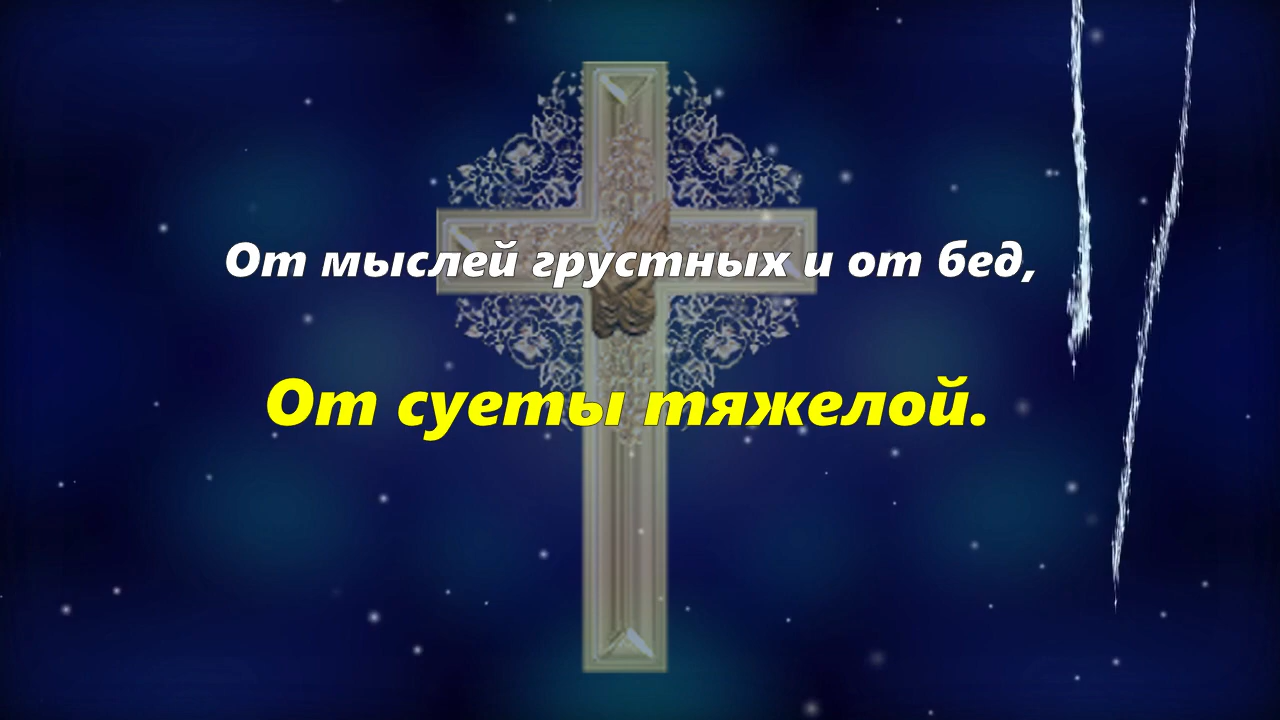 От мыслей грустных и от бед,
От суеты тяжелой.